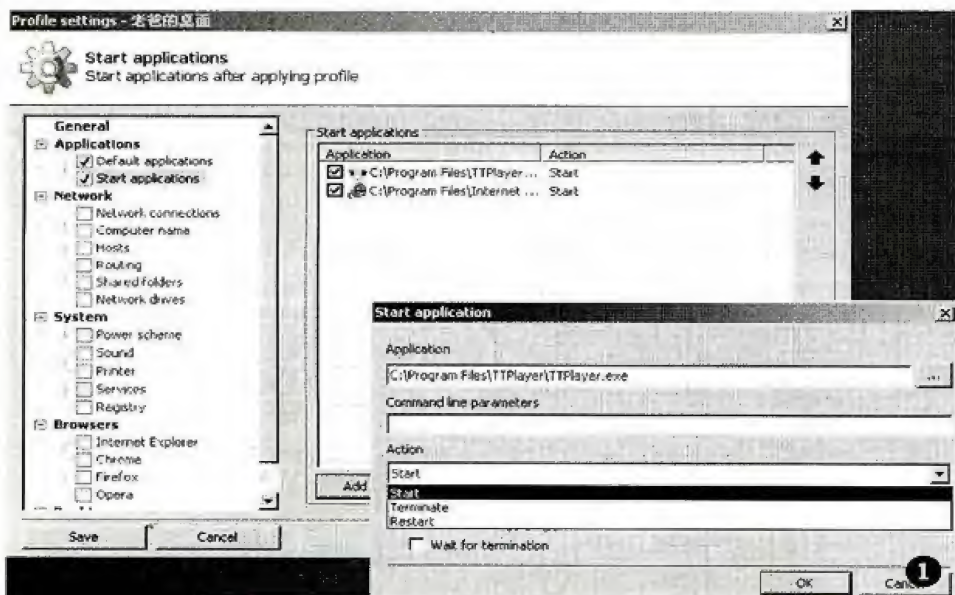 Profile settings - 老爸的桌面
Start applications
Start applications after applying profile
General
Applications
Default applications
Start applications
Network
Network connections
Computer name
Hosts
Routing
Shared folders
Network drives
System
Power scheme
Sound
Printer
Services
Registry
Browsers
Internet Explorer
Chrome
Firefox
Opera
Save
Cancel
Start applications
Application
Action
C:\Program Files\TTPlayer... Start
C:\Program Files\Internet ... Start
Add
Start application
Application
C:\Program Files\TTPlayer\TTPlayer.exe
...
Command line parameters
Action
Start
Start
Terminate
Restart
Wait for termination
OK
1